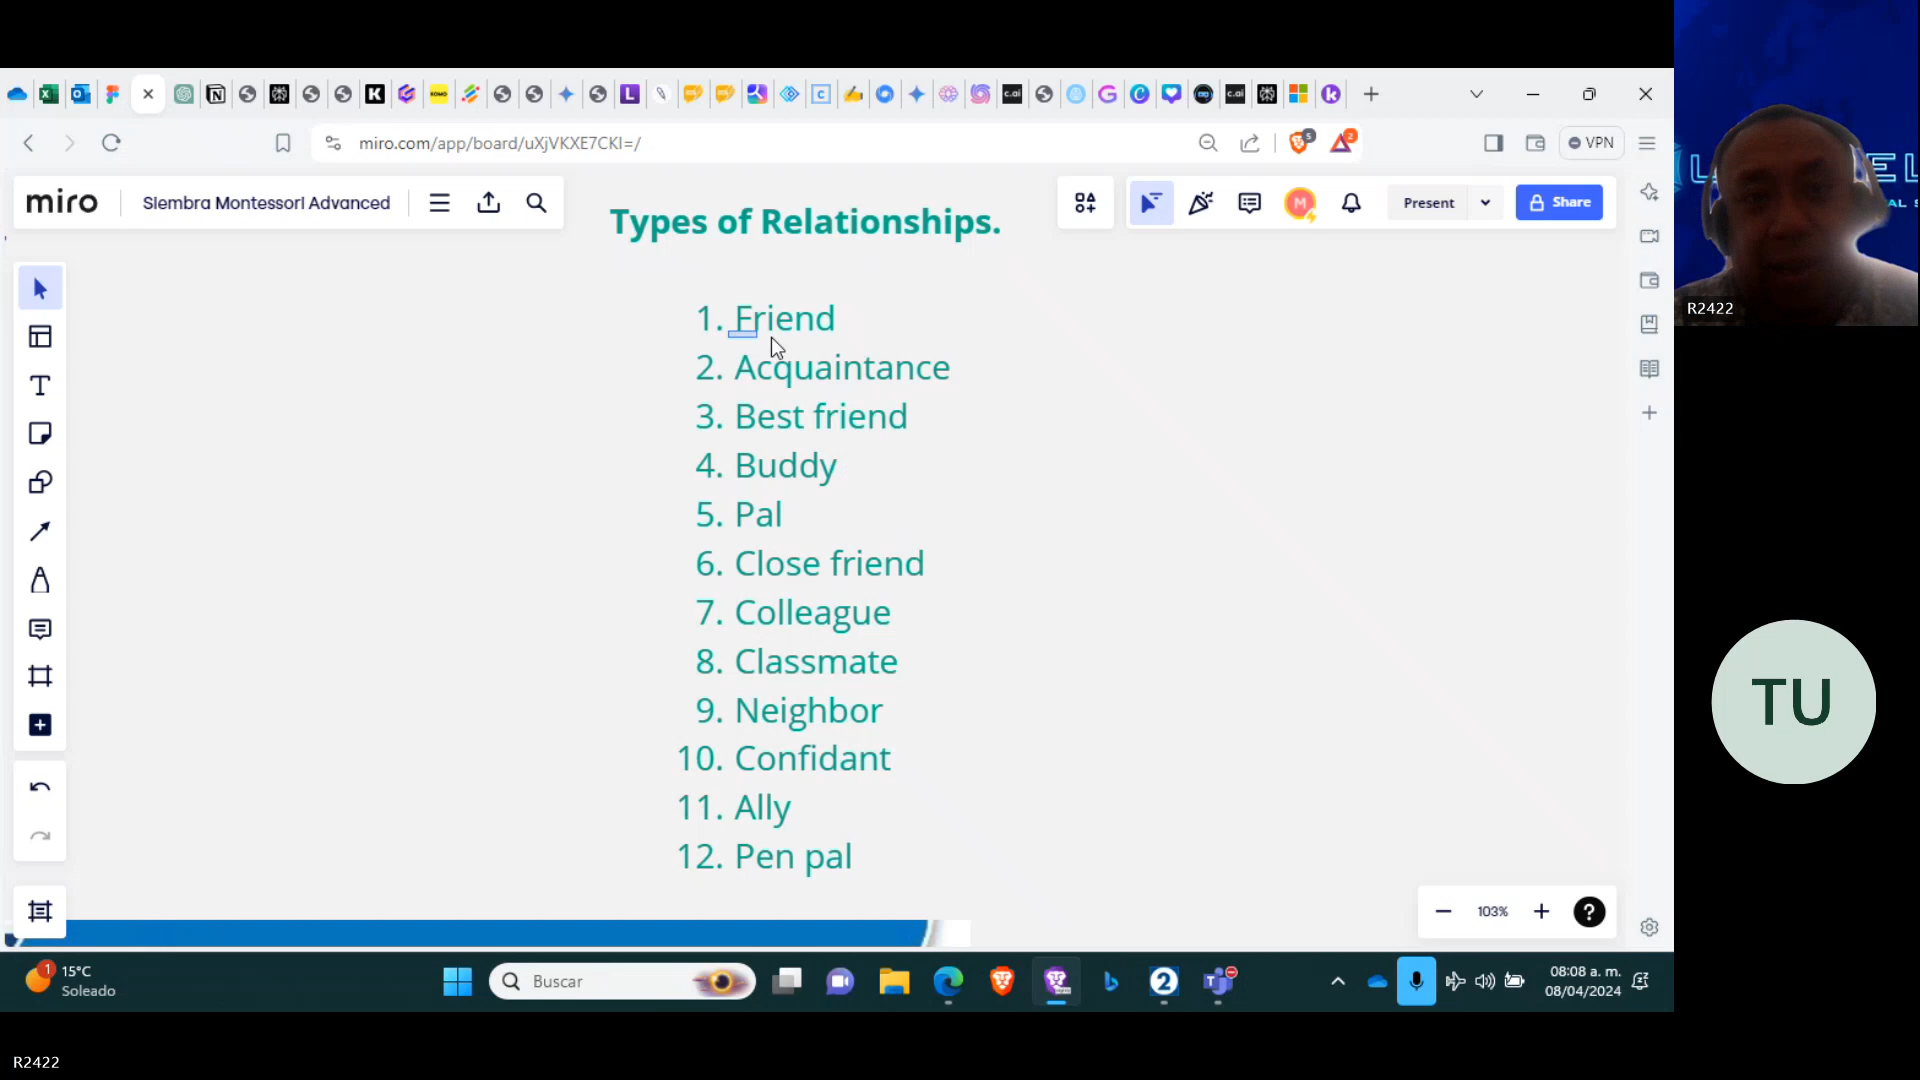 miro.com/app/board/uXjVKXE7CKI=/
VPN
miro
Siembra Montessori Advanced
Present
Share
Types of Relationships.
1. Friend
2. Acquaintance
3. Best friend
4. Buddy
5. Pal
6. Close friend
7. Colleague
8. Classmate
9. Neighbor
10. Confidant
11. Ally
12. Pen pal
103%
15°C
Soleado
Buscar
08:08 a. m.
08/04/2024
R2422
TU
R2422